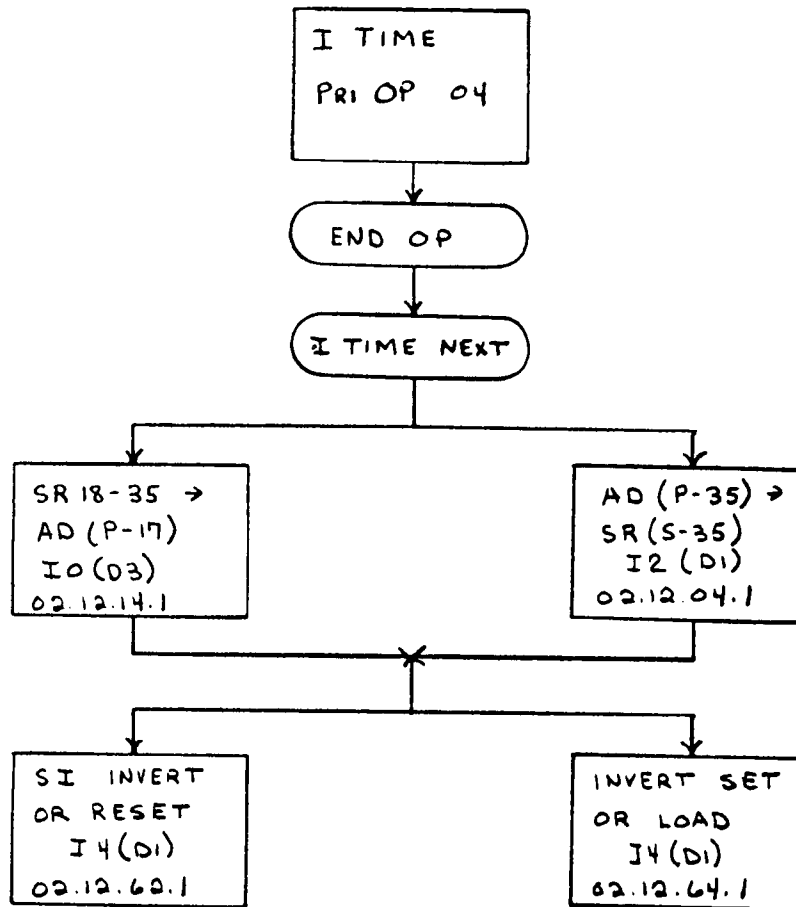 I TIME
PRI OP 04
END OP
I TIME NEXT
SR 18-35 →
AD (P-17)
I0 (D3)
02.12.14.1
AD (P-35) →
SR (S-35)
I2 (D1)
02.12.04.1
SI INVERT
OR RESET
I4 (D1)
02.12.62.1
INVERT SET
OR LOAD
I4 (D1)
02.12.64.1